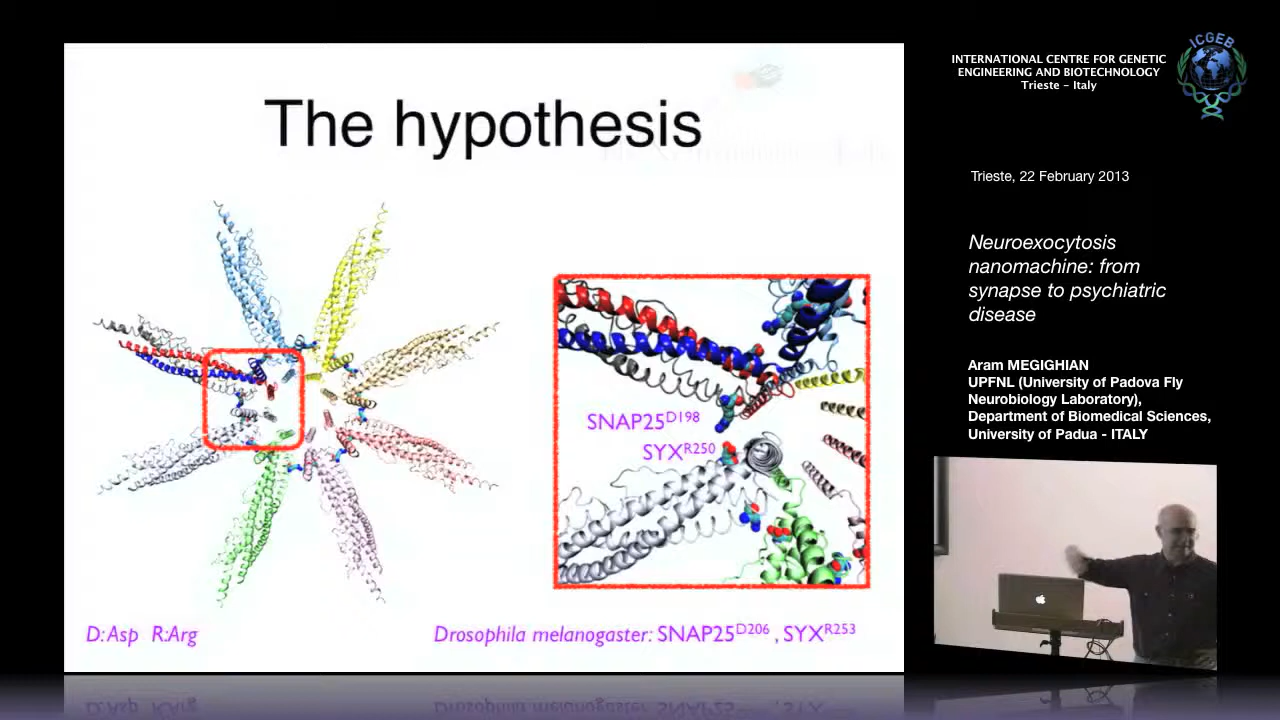 The hypothesis
SNAP25D198
SYXR250
D:Asp R:Arg
Drosophila melanogaster: SNAP25D206 , SYXR253
INTERNATIONAL CENTRE FOR GENETIC
ENGINEERING AND BIOTECHNOLOGY
Trieste - Italy
ICGEB
Trieste, 22 February 2013
Neuroexocytosis
nanomachine: from
synapse to psychiatric
disease
Aram MEGIGHIAN
UPFNL (University of Padova Fly
Neurobiology Laboratory),
Department of Biomedical Sciences,
University of Padua - ITALY